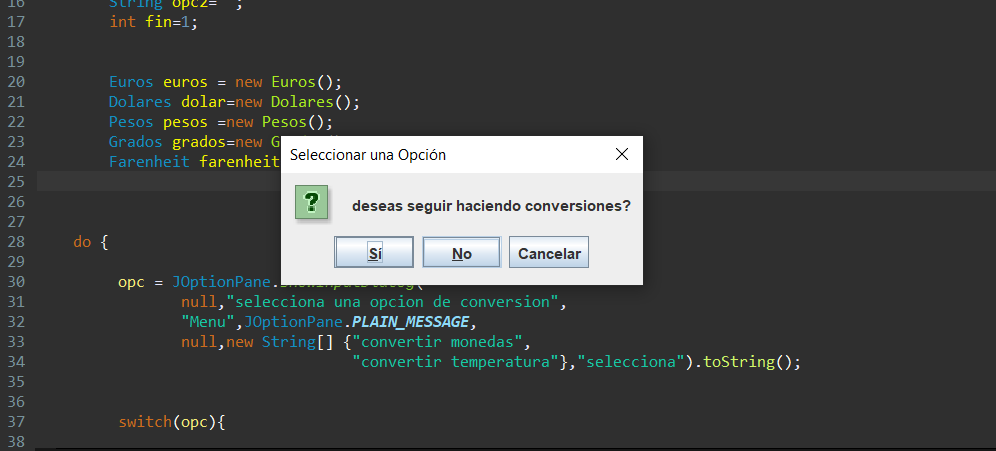 16 String opc2=" ";
17 int fin=1;
18
19
20 Euros euros = new Euros();
21 Dolares dolar=new Dolares();
22 Pesos pesos =new Pesos();
23 Grados grados=new G
24 Farenheit farenheit
25
26
27
28 do {
29
30 opc = JOptionPane.showInputDialog(
31 null,"selecciona una opcion de conversion",
32 "Menu",JOptionPane.PLAIN_MESSAGE,
33 null,new String[] {"convertir monedas",
34 "convertir temperatura"},"selecciona").toString();
35
36
37 switch(opc){
38
Seleccionar una Opción
deseas seguir haciendo conversiones?
Sí No Cancelar